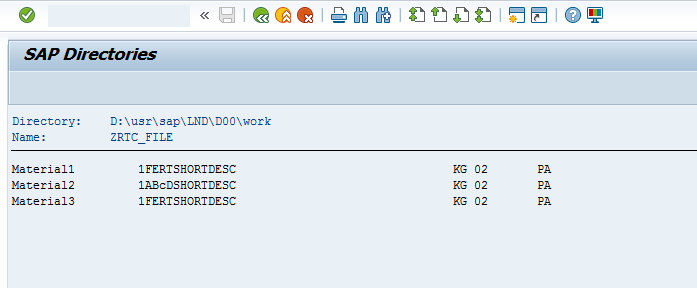 SAP Directories
Directory: D:\usr\sap\LND\D00\work
Name: ZRTC_FILE
Material1 1FERTSHORTDESC KG 02 PA
Material2 1ABcDSHORTDESC KG 02 PA
Material3 1FERTSHORTDESC KG 02 PA